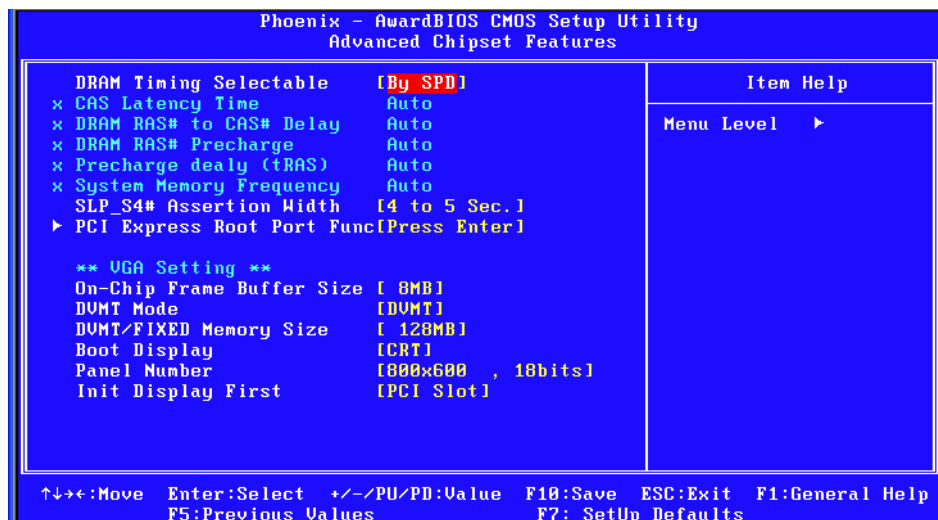 Phoenix - AwardBIOS CMOS Setup Utility
Advanced Chipset Features
DRAM Timing Selectable [By SPD]
x CAS Latency Time Auto
x DRAM RAS# to CAS# Delay Auto
x DRAM RAS# Precharge Auto
x Precharge dealy (tRAS) Auto
x System Memory Frequency Auto
SLP_S4# Assertion Width [4 to 5 Sec.]
► PCI Express Root Port Func[Press Enter]
** VGA Setting **
On-Chip Frame Buffer Size [ 8MB]
DVMT Mode [DVMT]
DVMT/FIXED Memory Size [ 128MB]
Boot Display [CRT]
Panel Number [800x600 , 18bits]
Init Display First [PCI Slot]
Item Help
Menu Level ►
↑↓→←:Move Enter:Select +/-/PU/PD:Value F10:Save ESC:Exit F1:General Help
F5:Previous Values F7: SetUp Defaults